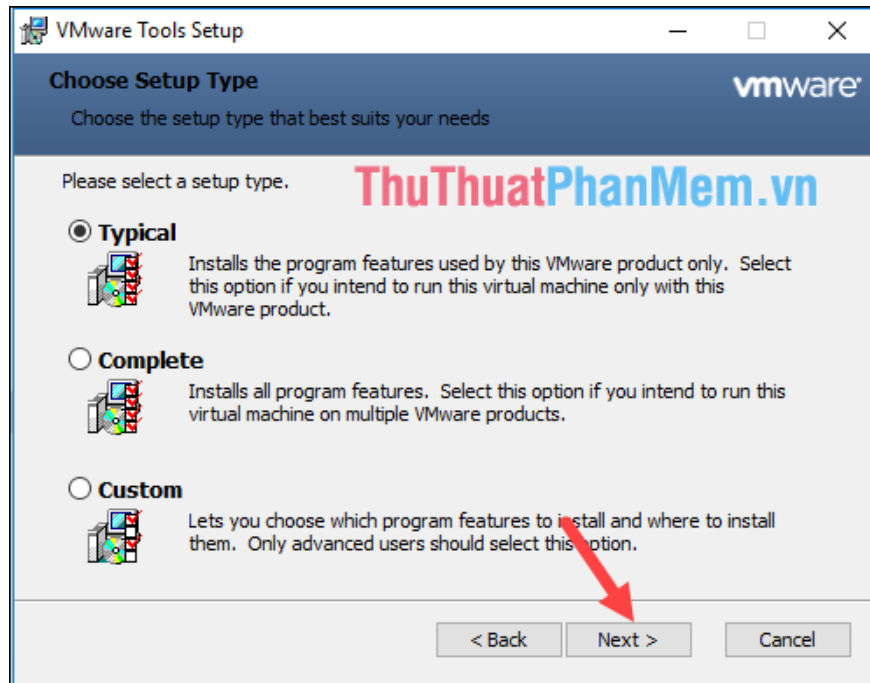 VMware Tools Setup
Choose Setup Type
vmware
Choose the setup type that best suits your needs
Please select a setup type.
ThuThuatPhanMem.vn
Typical
Installs the program features used by this VMware product only. Select
this option if you intend to run this virtual machine only with this
VMware product.
Complete
Installs all program features. Select this option if you intend to run this
virtual machine on multiple VMware products.
Custom
Lets you choose which program features to install and where to install
them. Only advanced users should select this option.
< Back
Next >
Cancel